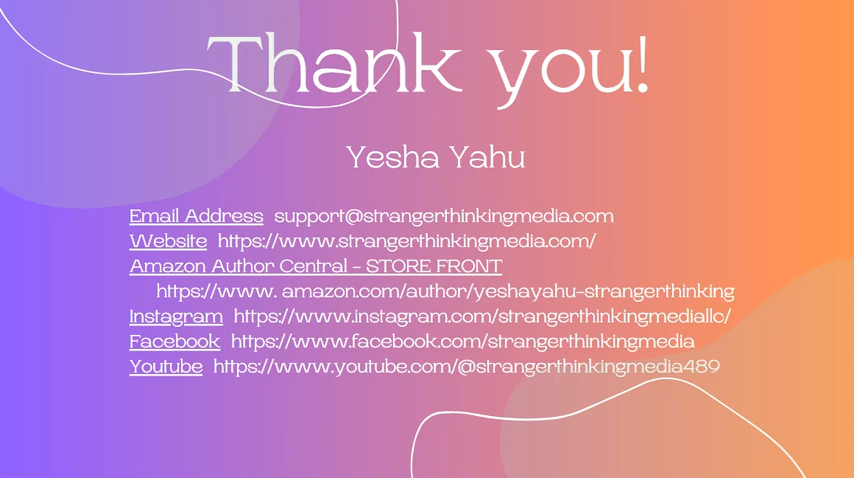 Thank you!
Yesha Yahu
Email Address support@strangerthinkingmedia.com
Website https://www.strangerthinkingmedia.com/
Amazon Author Central - STORE FRONT
https://www. amazon.com/author/yeshayahu-strangerthinking
Instagram https://www.instagram.com/strangerthinkingmediallc/
Facebook https://www.facebook.com/strangerthinkingmedia
Youtube https://www.youtube.com/@strangerthinkingmedia489